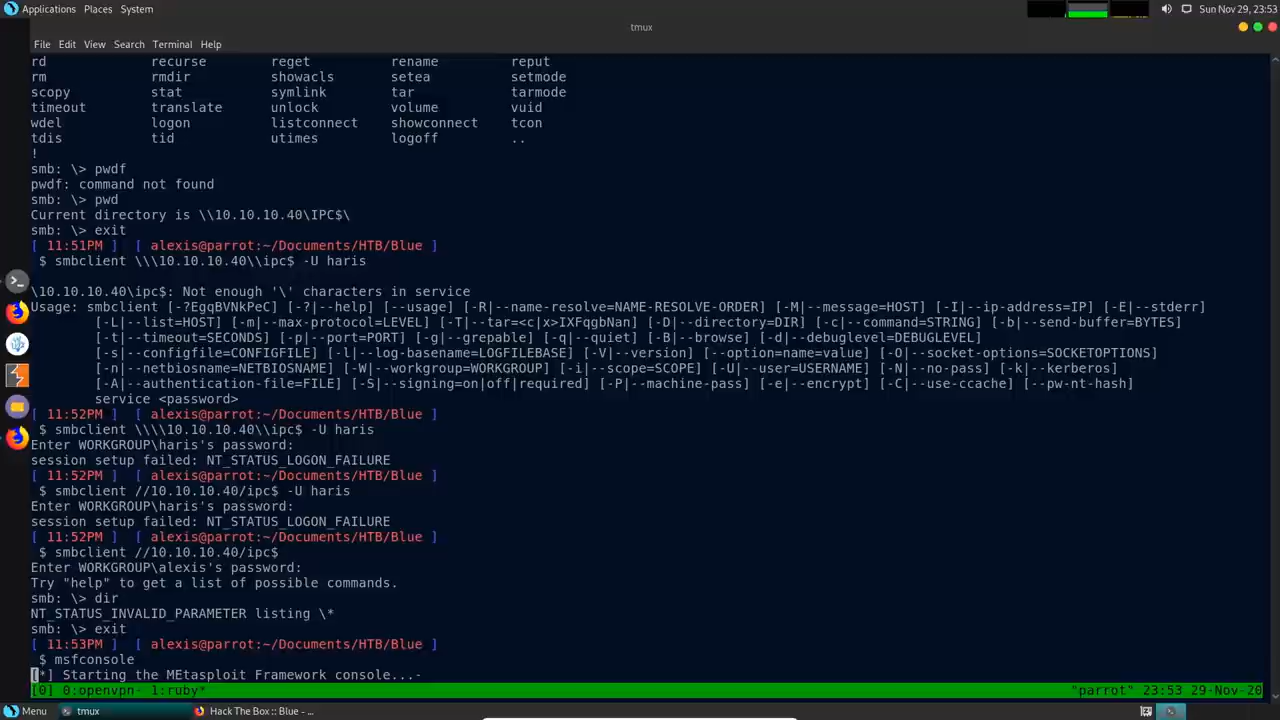 Applications Places System Sun Nov 29, 23:53
tmux
File Edit View Search Terminal Help
rd recurse reget rename reput
rm rmdir showacls setea setmode
scopy stat symlink tar tarmode
timeout translate unlock volume vuid
wdel logon listconnect showconnect tcon
tdis tid utimes logoff ..
!
smb: \> pwdf
pwdf: command not found
smb: \> pwd
Current directory is \\10.10.10.40\IPC$\
smb: \> exit
[ 11:51PM ] [ alexis@parrot:~/Documents/HTB/Blue ]
$ smbclient \\\10.10.10.40\\ipc$ -U haris
\10.10.10.40\ipc$: Not enough '\' characters in service
Usage: smbclient [-?EgqBVNkPeC] [-?|--help] [--usage] [-R|--name-resolve=NAME-RESOLVE-ORDER] [-M|--message=HOST] [-I|--ip-address=IP] [-E|--stderr]
[-L|--list=HOST] [-m|--max-protocol=LEVEL] [-T|--tar=<c|x>IXFqgbNan] [-D|--directory=DIR] [-c|--command=STRING] [-b|--send-buffer=BYTES]
[-t|--timeout=SECONDS] [-p|--port=PORT] [-g|--grepable] [-q|--quiet] [-B|--browse] [-d|--debuglevel=DEBUGLEVEL]
[-s|--configfile=CONFIGFILE] [-l|--log-basename=LOGFILEBASE] [-V|--version] [--option=name=value] [-O|--socket-options=SOCKETOPTIONS]
[-n|--netbiosname=NETBIOSNAME] [-W|--workgroup=WORKGROUP] [-i|--scope=SCOPE] [-U|--user=USERNAME] [-N|--no-pass] [-k|--kerberos]
[-A|--authentication-file=FILE] [-S|--signing=on|off|required] [-P|--machine-pass] [-e|--encrypt] [-C|--use-ccache] [--pw-nt-hash]
service <password>
[ 11:52PM ] [ alexis@parrot:~/Documents/HTB/Blue ]
$ smbclient \\\\10.10.10.40\\ipc$ -U haris
Enter WORKGROUP\haris's password:
session setup failed: NT_STATUS_LOGON_FAILURE
[ 11:52PM ] [ alexis@parrot:~/Documents/HTB/Blue ]
$ smbclient //10.10.10.40/ipc$ -U haris
Enter WORKGROUP\haris's password:
session setup failed: NT_STATUS_LOGON_FAILURE
[ 11:52PM ] [ alexis@parrot:~/Documents/HTB/Blue ]
$ smbclient //10.10.10.40/ipc$
Enter WORKGROUP\alexis's password:
Try "help" to get a list of possible commands.
smb: \> dir
NT_STATUS_INVALID_PARAMETER listing \*
smb: \> exit
[ 11:53PM ] [ alexis@parrot:~/Documents/HTB/Blue ]
$ msfconsole
[*] Starting the MEtasploit Framework console...-
[0] 0:openvpn- 1:ruby* "parrot" 23:53 29-Nov-20
Menu tmux Hack The Box :: Blue - ...